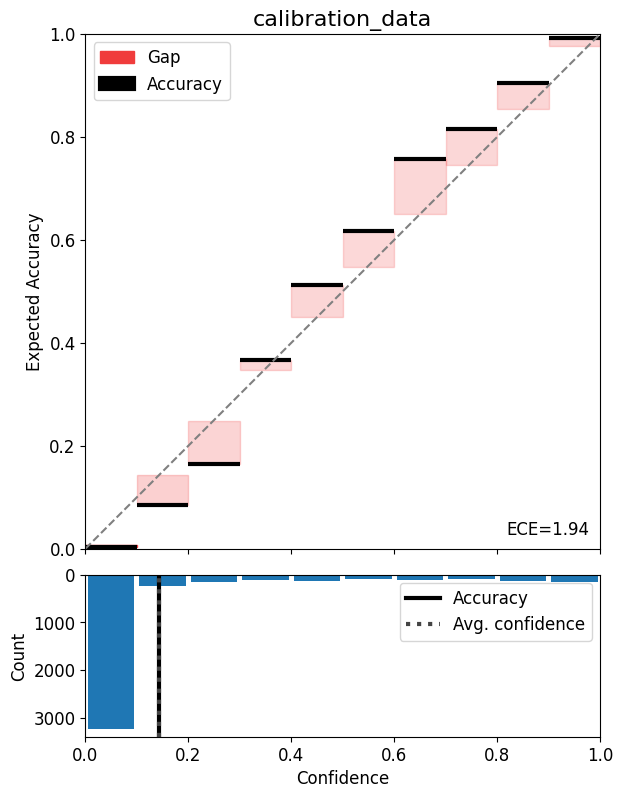 calibration_data
Gap
Accuracy
1.0
0.8
0.6
0.4
0.2
0.0
Expected Accuracy
ECE=1.94
0
1000
2000
3000
Count
Accuracy
Avg. confidence
0.0 0.2 0.4 0.6 0.8 1.0
Confidence